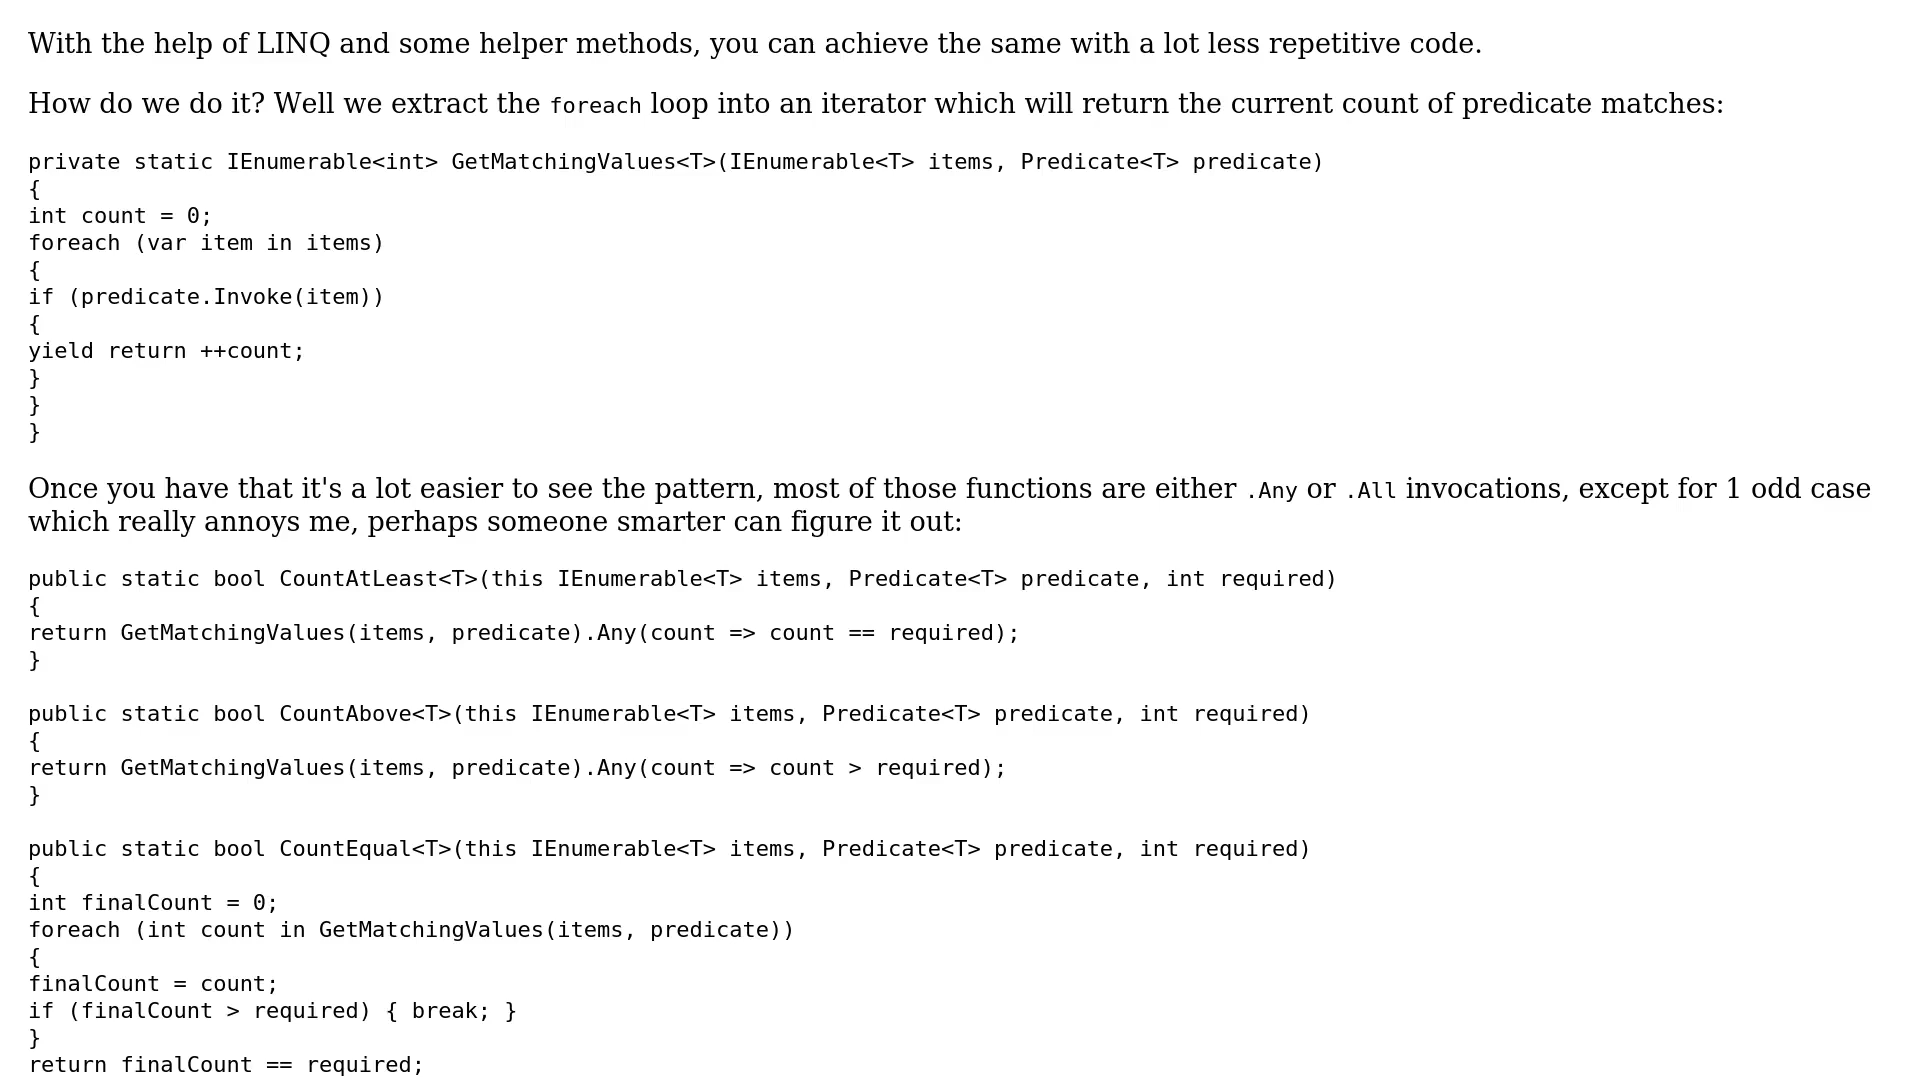 With the help of LINQ and some helper methods, you can achieve the same with a lot less repetitive code.
How do we do it? Well we extract the foreach loop into an iterator which will return the current count of predicate matches:
private static IEnumerable<int> GetMatchingValues<T>(IEnumerable<T> items, Predicate<T> predicate)
{
int count = 0;
foreach (var item in items)
{
if (predicate.Invoke(item))
{
yield return ++count;
}
}
}
Once you have that it's a lot easier to see the pattern, most of those functions are either .Any or .All invocations, except for 1 odd case
which really annoys me, perhaps someone smarter can figure it out:
public static bool CountAtLeast<T>(this IEnumerable<T> items, Predicate<T> predicate, int required)
{
return GetMatchingValues(items, predicate).Any(count => count == required);
}
public static bool CountAbove<T>(this IEnumerable<T> items, Predicate<T> predicate, int required)
{
return GetMatchingValues(items, predicate).Any(count => count > required);
}
public static bool CountEqual<T>(this IEnumerable<T> items, Predicate<T> predicate, int required)
{
int finalCount = 0;
foreach (int count in GetMatchingValues(items, predicate))
{
finalCount = count;
if (finalCount > required) { break; }
}
return finalCount == required;